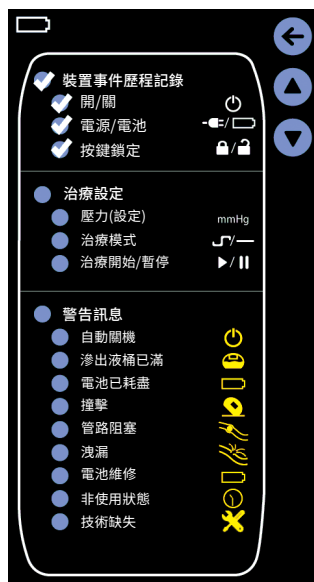 裝置事件歷程記錄
開/關
電源/電池
按鍵鎖定
治療設定
壓力(設定) mmHg
治療模式
治療開始/暫停
警告訊息
自動關機
滲出液桶已滿
電池已耗盡
撞擊
管路阻塞
洩漏
電池維修
非使用狀態
技術缺失